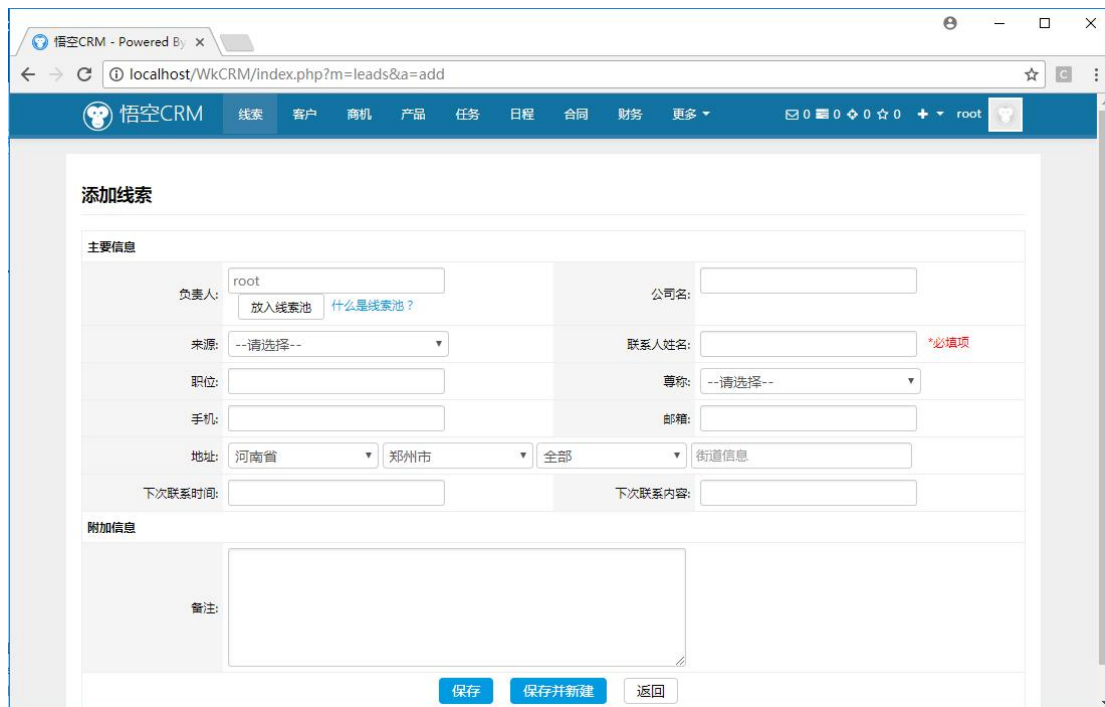 悟空CRM - Powered By
localhost/WkCRM/index.php?m=leads&a=add
悟空CRM 线索 客户 商机 产品 任务 日程 合同 财务 更多 0 0 0 0 root
添加线索
主要信息
负责人: root 公司名:
放入线索池 什么是线索池？
来源: --请选择-- 联系人姓名: *必填项
职位: 尊称: --请选择--
手机: 邮箱:
地址: 河南省 郑州市 全部 街道信息
下次联系时间: 下次联系内容:
附加信息
备注:
保存 保存并新建 返回